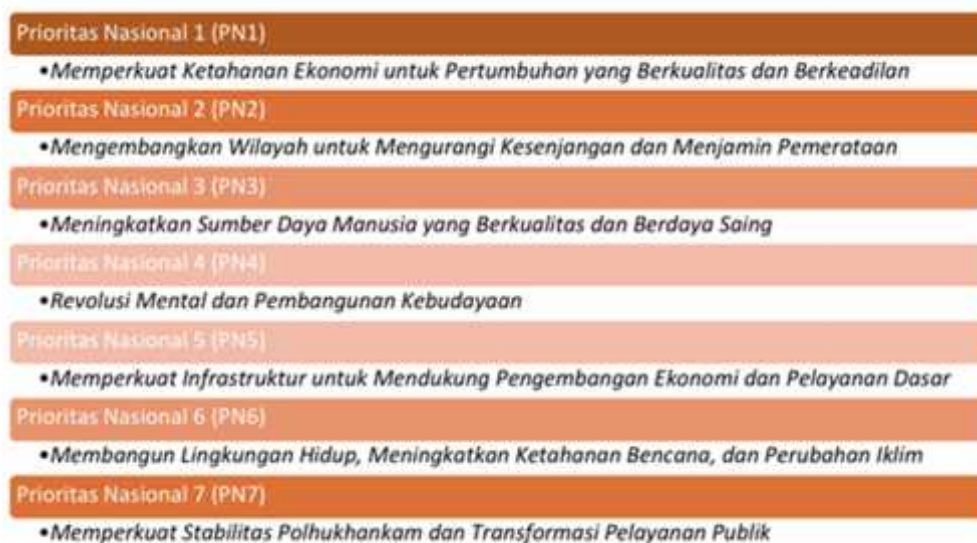 Prioritas Nasional 1 (PN1)
•Memperkuat Ketahanan Ekonomi untuk Pertumbuhan yang Berkualitas dan Berkeadilan
Prioritas Nasional 2 (PN2)
•Mengembangkan Wilayah untuk Mengurangi Kesenjangan dan Menjamin Pemerataan
Prioritas Nasional 3 (PN3)
•Meningkatkan Sumber Daya Manusia yang Berkualitas dan Berdaya Saing
Prioritas Nasional 4 (PN4)
•Revolusi Mental dan Pembangunan Kebudayaan
Prioritas Nasional 5 (PN5)
•Memperkuat Infrastruktur untuk Mendukung Pengembangan Ekonomi dan Pelayanan Dasar
Prioritas Nasional 6 (PN6)
•Membangun Lingkungan Hidup, Meningkatkan Ketahanan Bencana, dan Perubahan Iklim
Prioritas Nasional 7 (PN7)
•Memperkuat Stabilitas Polhukhankam dan Transformasi Pelayanan Publik